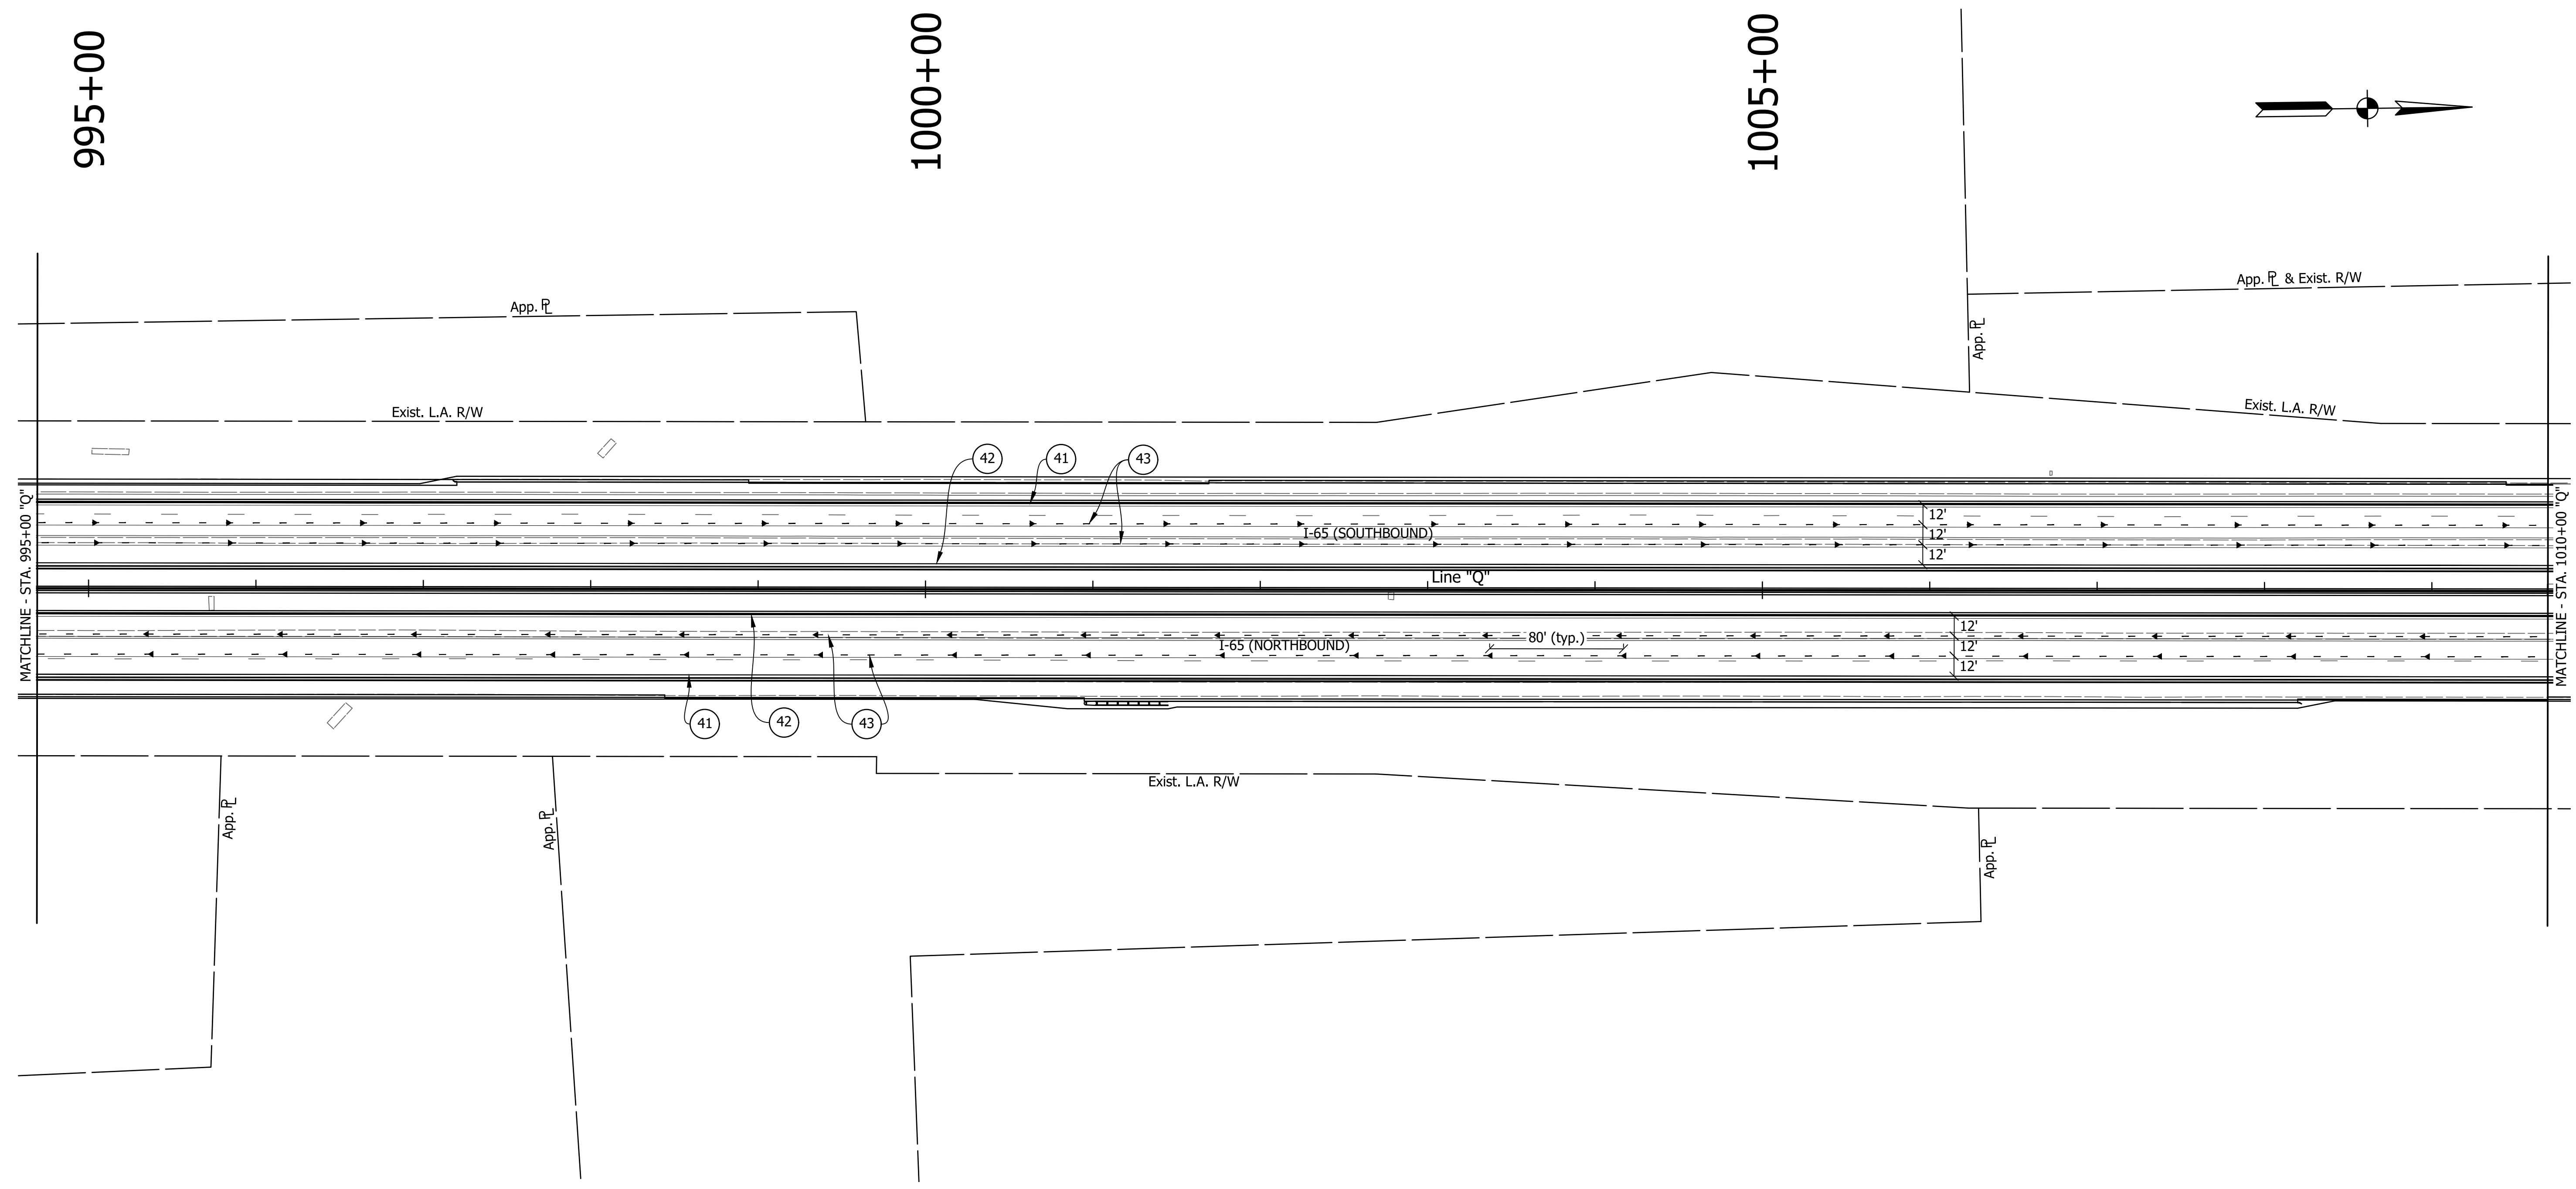 995+00
1000+00
1005+00
App. PL & Exist. R/W
App. PL
App. PL
Exist. L.A. R/W
Exist. L.A. R/W
42
41
43
MATCHLINE - STA. 995+00 "Q"
MATCHLINE - STA. 1010+00 "Q"
12'
I-65 (SOUTHBOUND)
12'
12'
Line "Q"
12'
80' (typ.)
I-65 (NORTHBOUND)
12'
12'
41
42
43
Exist. L.A. R/W
App. PL
App. PL
App. PL